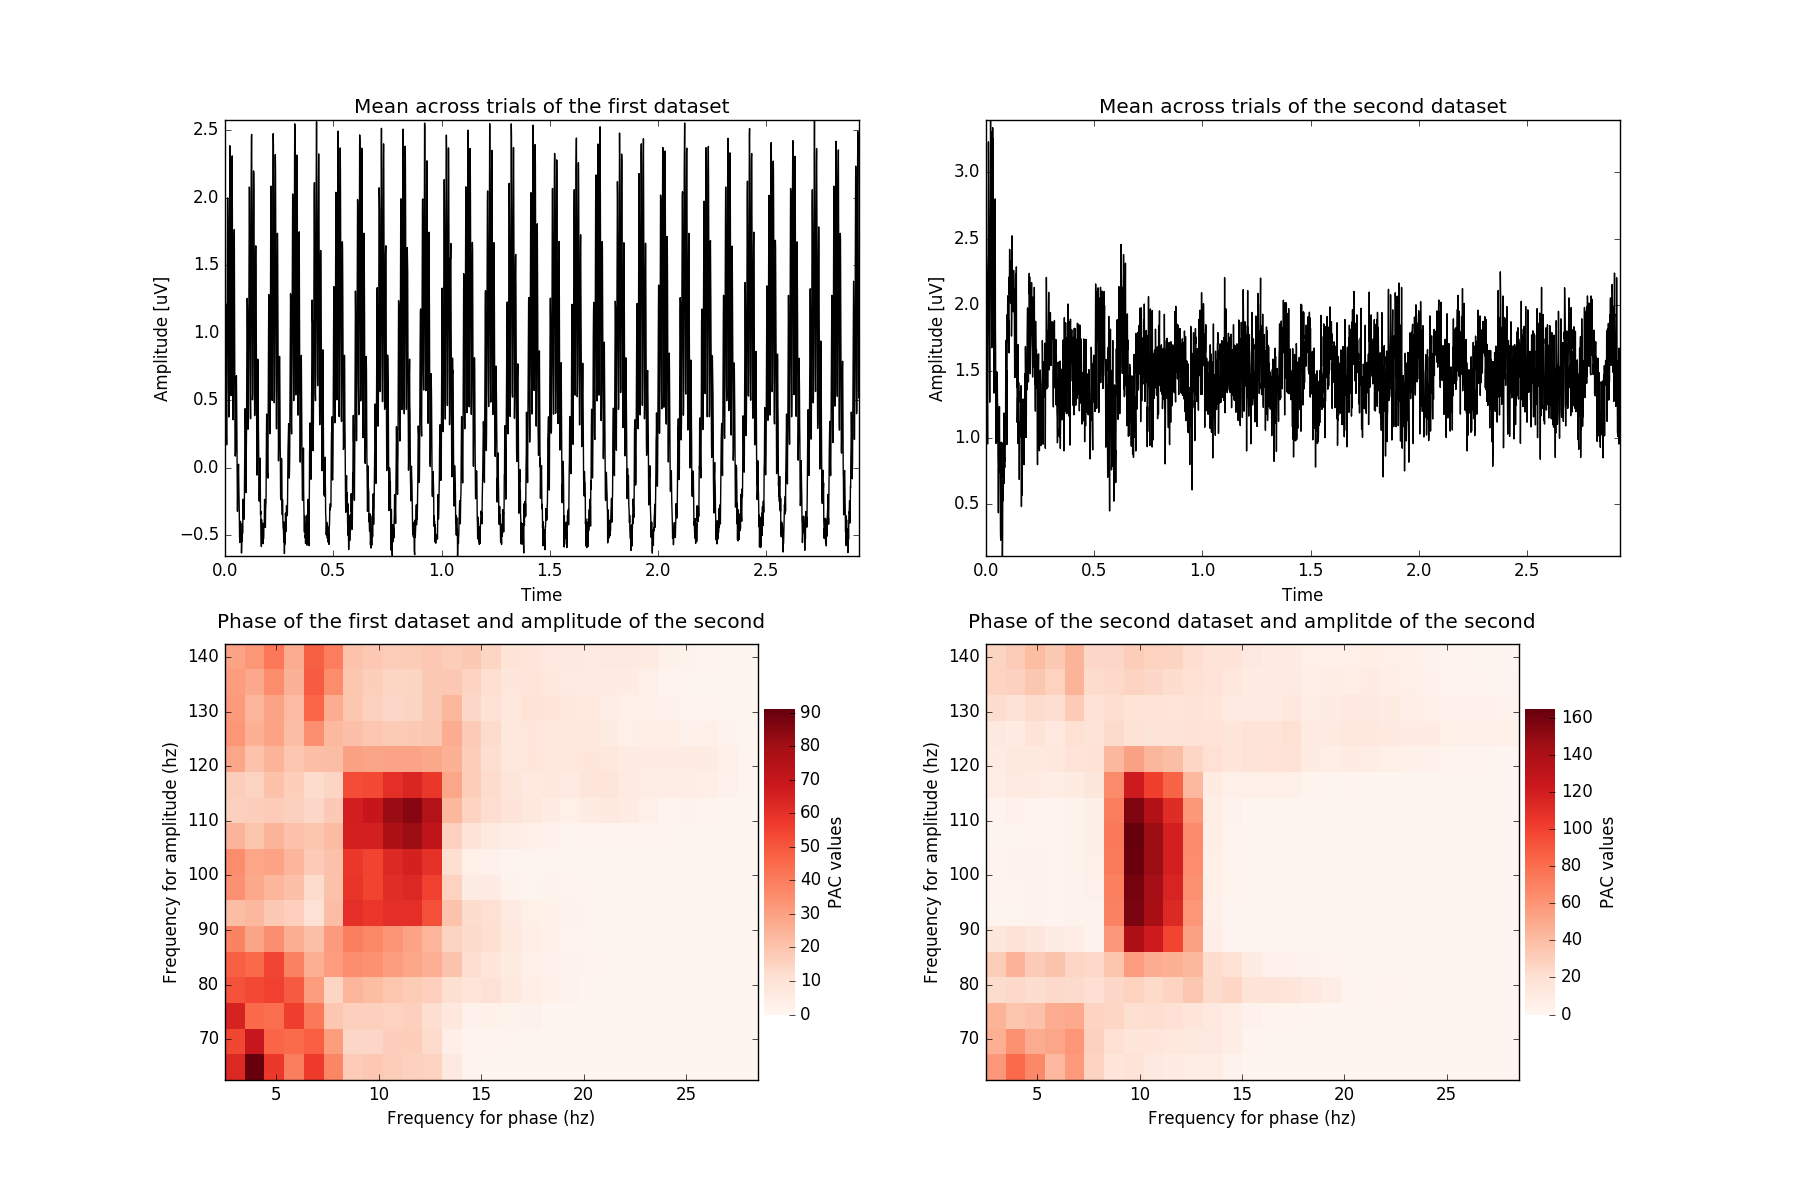 Mean across trials of the first dataset
Amplitude [uV]
2.5
2.0
1.5
1.0
0.5
0.0
−0.5
0.0 0.5 1.0 1.5 2.0 2.5
Time
Mean across trials of the second dataset
Amplitude [uV]
3.0
2.5
2.0
1.5
1.0
0.5
0.0 0.5 1.0 1.5 2.0 2.5
Time
Phase of the first dataset and amplitude of the second
Frequency for amplitude (hz)
140
130
120
110
100
90
80
70
5 10 15 20 25
Frequency for phase (hz)
90
80
70
60
50
40
30
20
10
0
PAC values
Phase of the second dataset and amplitde of the second
Frequency for amplitude (hz)
140
130
120
110
100
90
80
70
5 10 15 20 25
Frequency for phase (hz)
160
140
120
100
80
60
40
20
0
PAC values